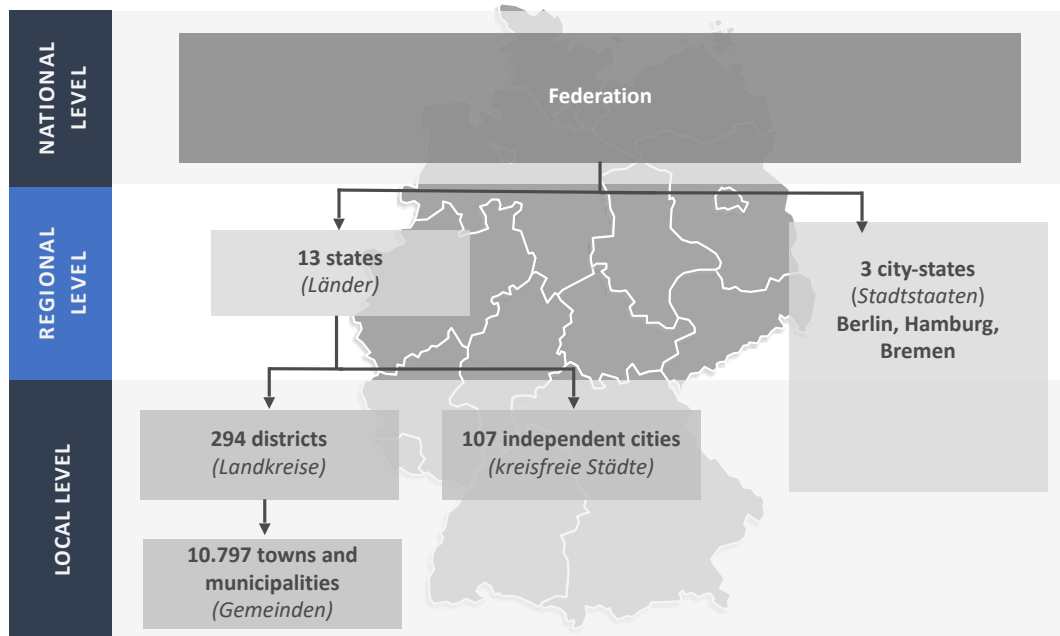 NATIONAL
LEVEL
Federation
REGIONAL
LEVEL
13 states
(Länder)
3 city-states
(Stadtstaaten)
Berlin, Hamburg,
Bremen
LOCAL LEVEL
294 districts
(Landkreise)
107 independent cities
(kreisfreie Städte)
10.797 towns and
municipalities
(Gemeinden)